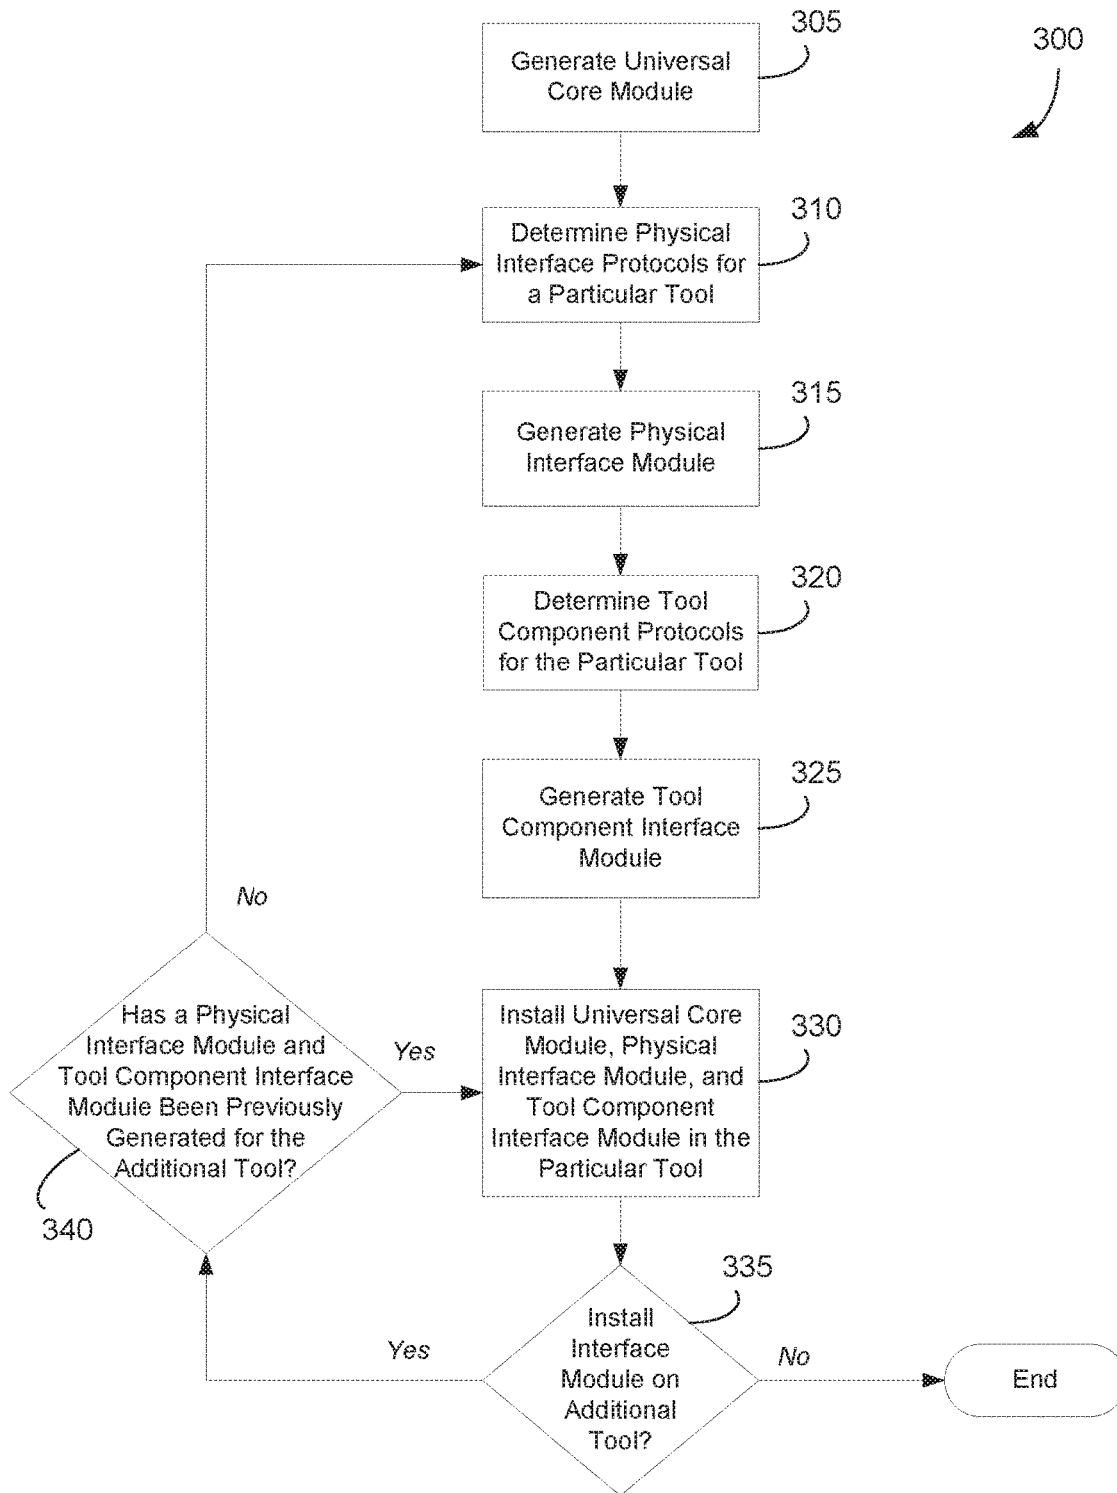 305
300
Generate Universal
Core Module
310
Determine Physical
Interface Protocols for
a Particular Tool
315
Generate Physical
Interface Module
320
Determine Tool
Component Protocols
for the Particular Tool
325
Generate Tool
Component Interface
Module
No
Has a Physical
Interface Module and
Tool Component Interface
Module Been Previously
Generated for the
Additional Tool?
340
Yes
Install Universal Core
Module, Physical
Interface Module, and
Tool Component
Interface Module in the
Particular Tool
330
335
Install
Interface
Module on
Additional
Tool?
Yes
No
End